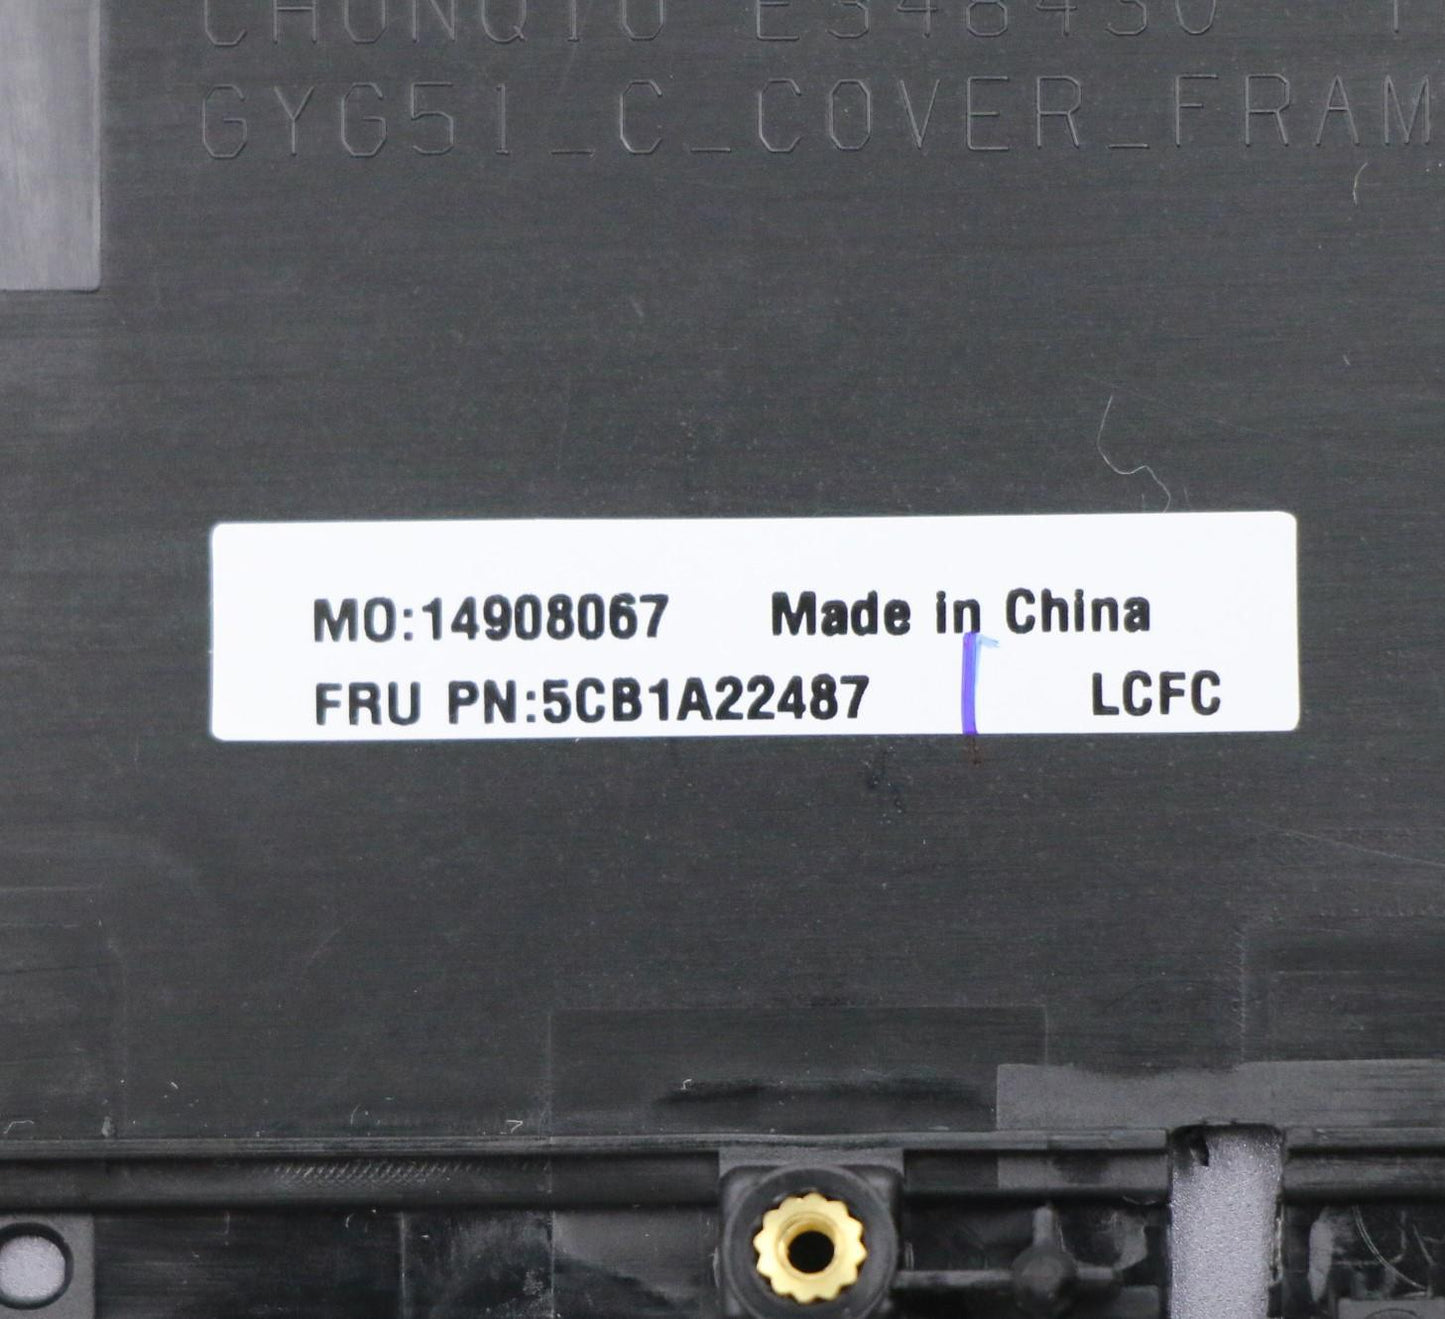 GYG51_C_COVER_FRAM
MO:14908067 Made in China
FRU PN:5CB1A22487 LCFC